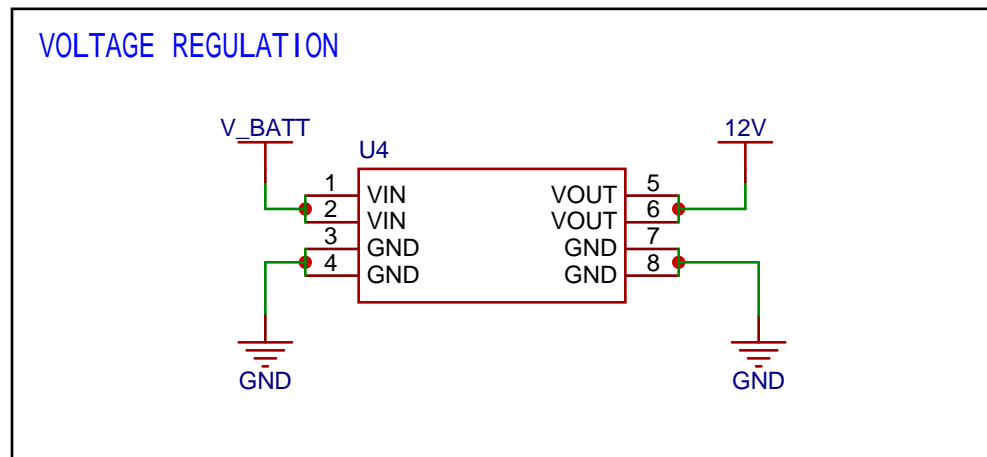 VOLTAGE REGULATION
V_BATT
12V
U4
1 VIN VOUT 5
2 VIN VOUT 6
3 GND GND 7
4 GND GND 8
GND GND